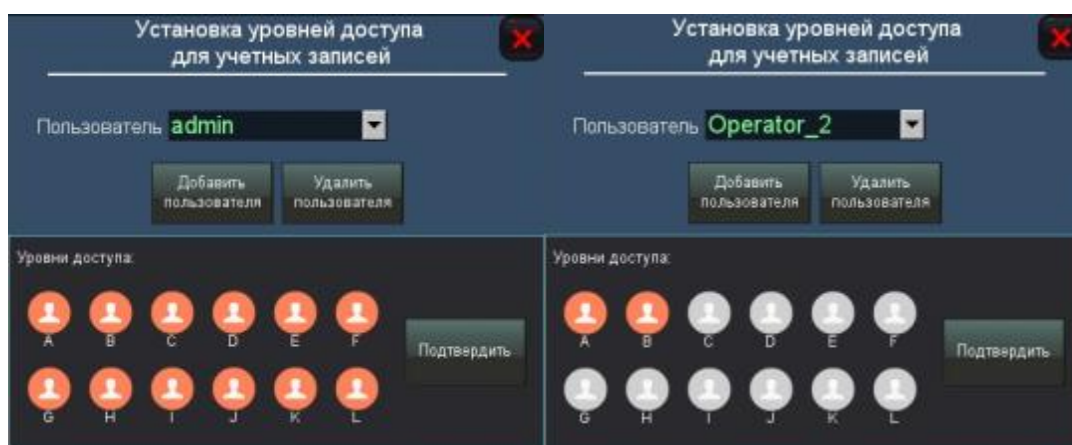 Установка уровней доступа
для учетных записей
Пользователь admin
Добавить
пользователя
Удалить
пользователя
Уровни доступа:
A B C D E F
Подтвердить
G H I J K L
Установка уровней доступа
для учетных записей
Пользователь Operator_2
Добавить
пользователя
Удалить
пользователя
Уровни доступа:
A B C D E F
Подтвердить
G H I J K L